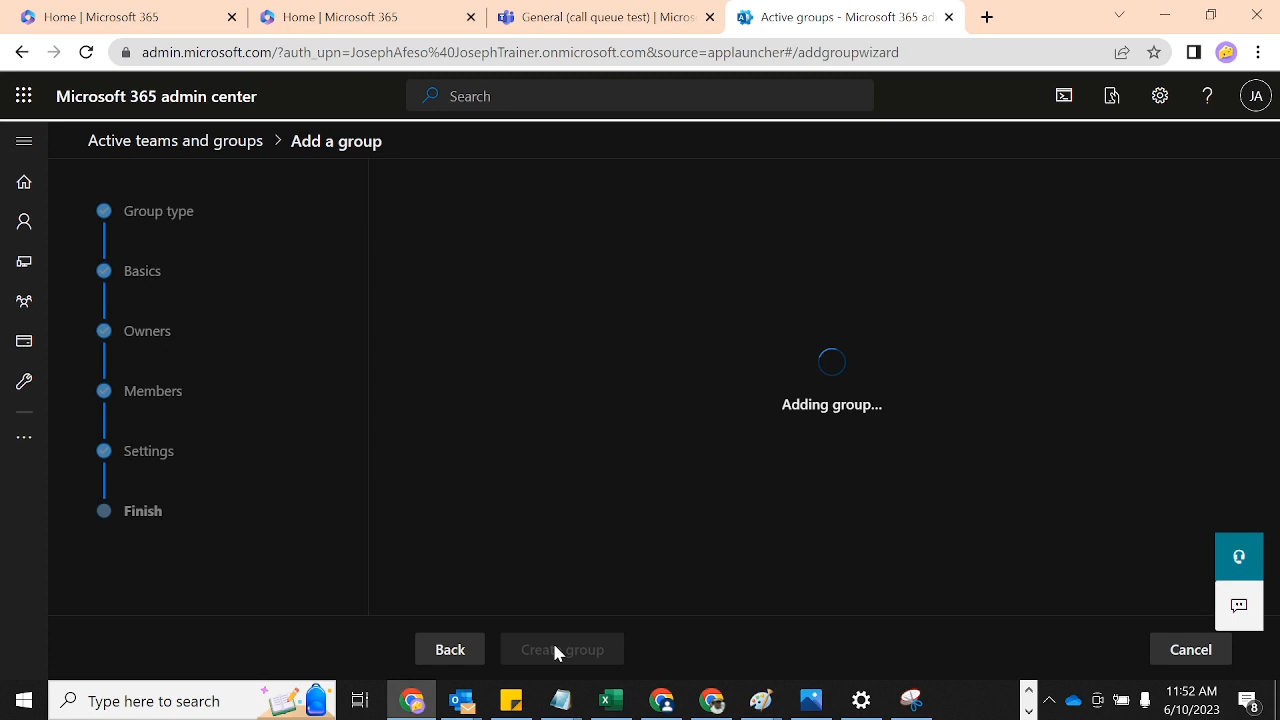 Home | Microsoft 365
Home | Microsoft 365
General (call queue test) | Micros
Active groups - Microsoft 365 ad
admin.microsoft.com/?auth_upn=JosephAfeso%40JosephTrainer.onmicrosoft.com&source=applauncher#/addgroupwizard
Microsoft 365 admin center
Search
JA
Active teams and groups > Add a group
Group type
Basics
Owners
Members
Settings
Finish
Adding group...
Back
Create group
Cancel
Type here to search
11:52 AM
6/10/2023
8